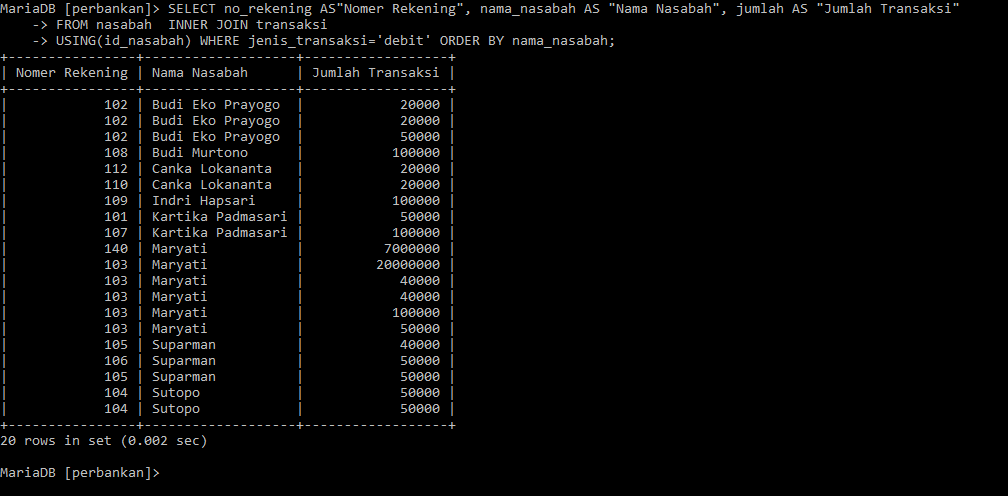 MariaDB [perbankan]> SELECT no_rekening AS"Nomer Rekening", nama_nasabah AS "Nama Nasabah", jumlah AS "Jumlah Transaksi"
    -> FROM nasabah  INNER JOIN transaksi
    -> USING(id_nasabah) WHERE jenis_transaksi='debit' ORDER BY nama_nasabah;
+----------------+-------------------+------------------+
| Nomer Rekening | Nama Nasabah      | Jumlah Transaksi |
+----------------+-------------------+------------------+
|            102 | Budi Eko Prayogo  |            20000 |
|            102 | Budi Eko Prayogo  |            20000 |
|            102 | Budi Eko Prayogo  |            50000 |
|            108 | Budi Murtono      |           100000 |
|            112 | Canka Lokananta   |            20000 |
|            110 | Canka Lokananta   |            20000 |
|            109 | Indri Hapsari     |           100000 |
|            101 | Kartika Padmasari |            50000 |
|            107 | Kartika Padmasari |           100000 |
|            140 | Maryati           |          7000000 |
|            103 | Maryati           |         20000000 |
|            103 | Maryati           |            40000 |
|            103 | Maryati           |            40000 |
|            103 | Maryati           |           100000 |
|            103 | Maryati           |            50000 |
|            105 | Suparman          |            40000 |
|            106 | Suparman          |            50000 |
|            105 | Suparman          |            50000 |
|            104 | Sutopo            |            50000 |
|            104 | Sutopo            |            50000 |
+----------------+-------------------+------------------+
20 rows in set (0.002 sec)
MariaDB [perbankan]>